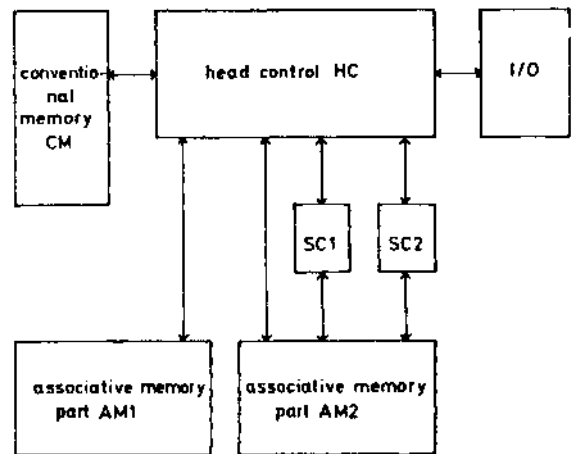 conventio-
nal
memory
CM
head control HC
I/O
SC1
SC2
associative memory
part AM1
associative memory
part AM2